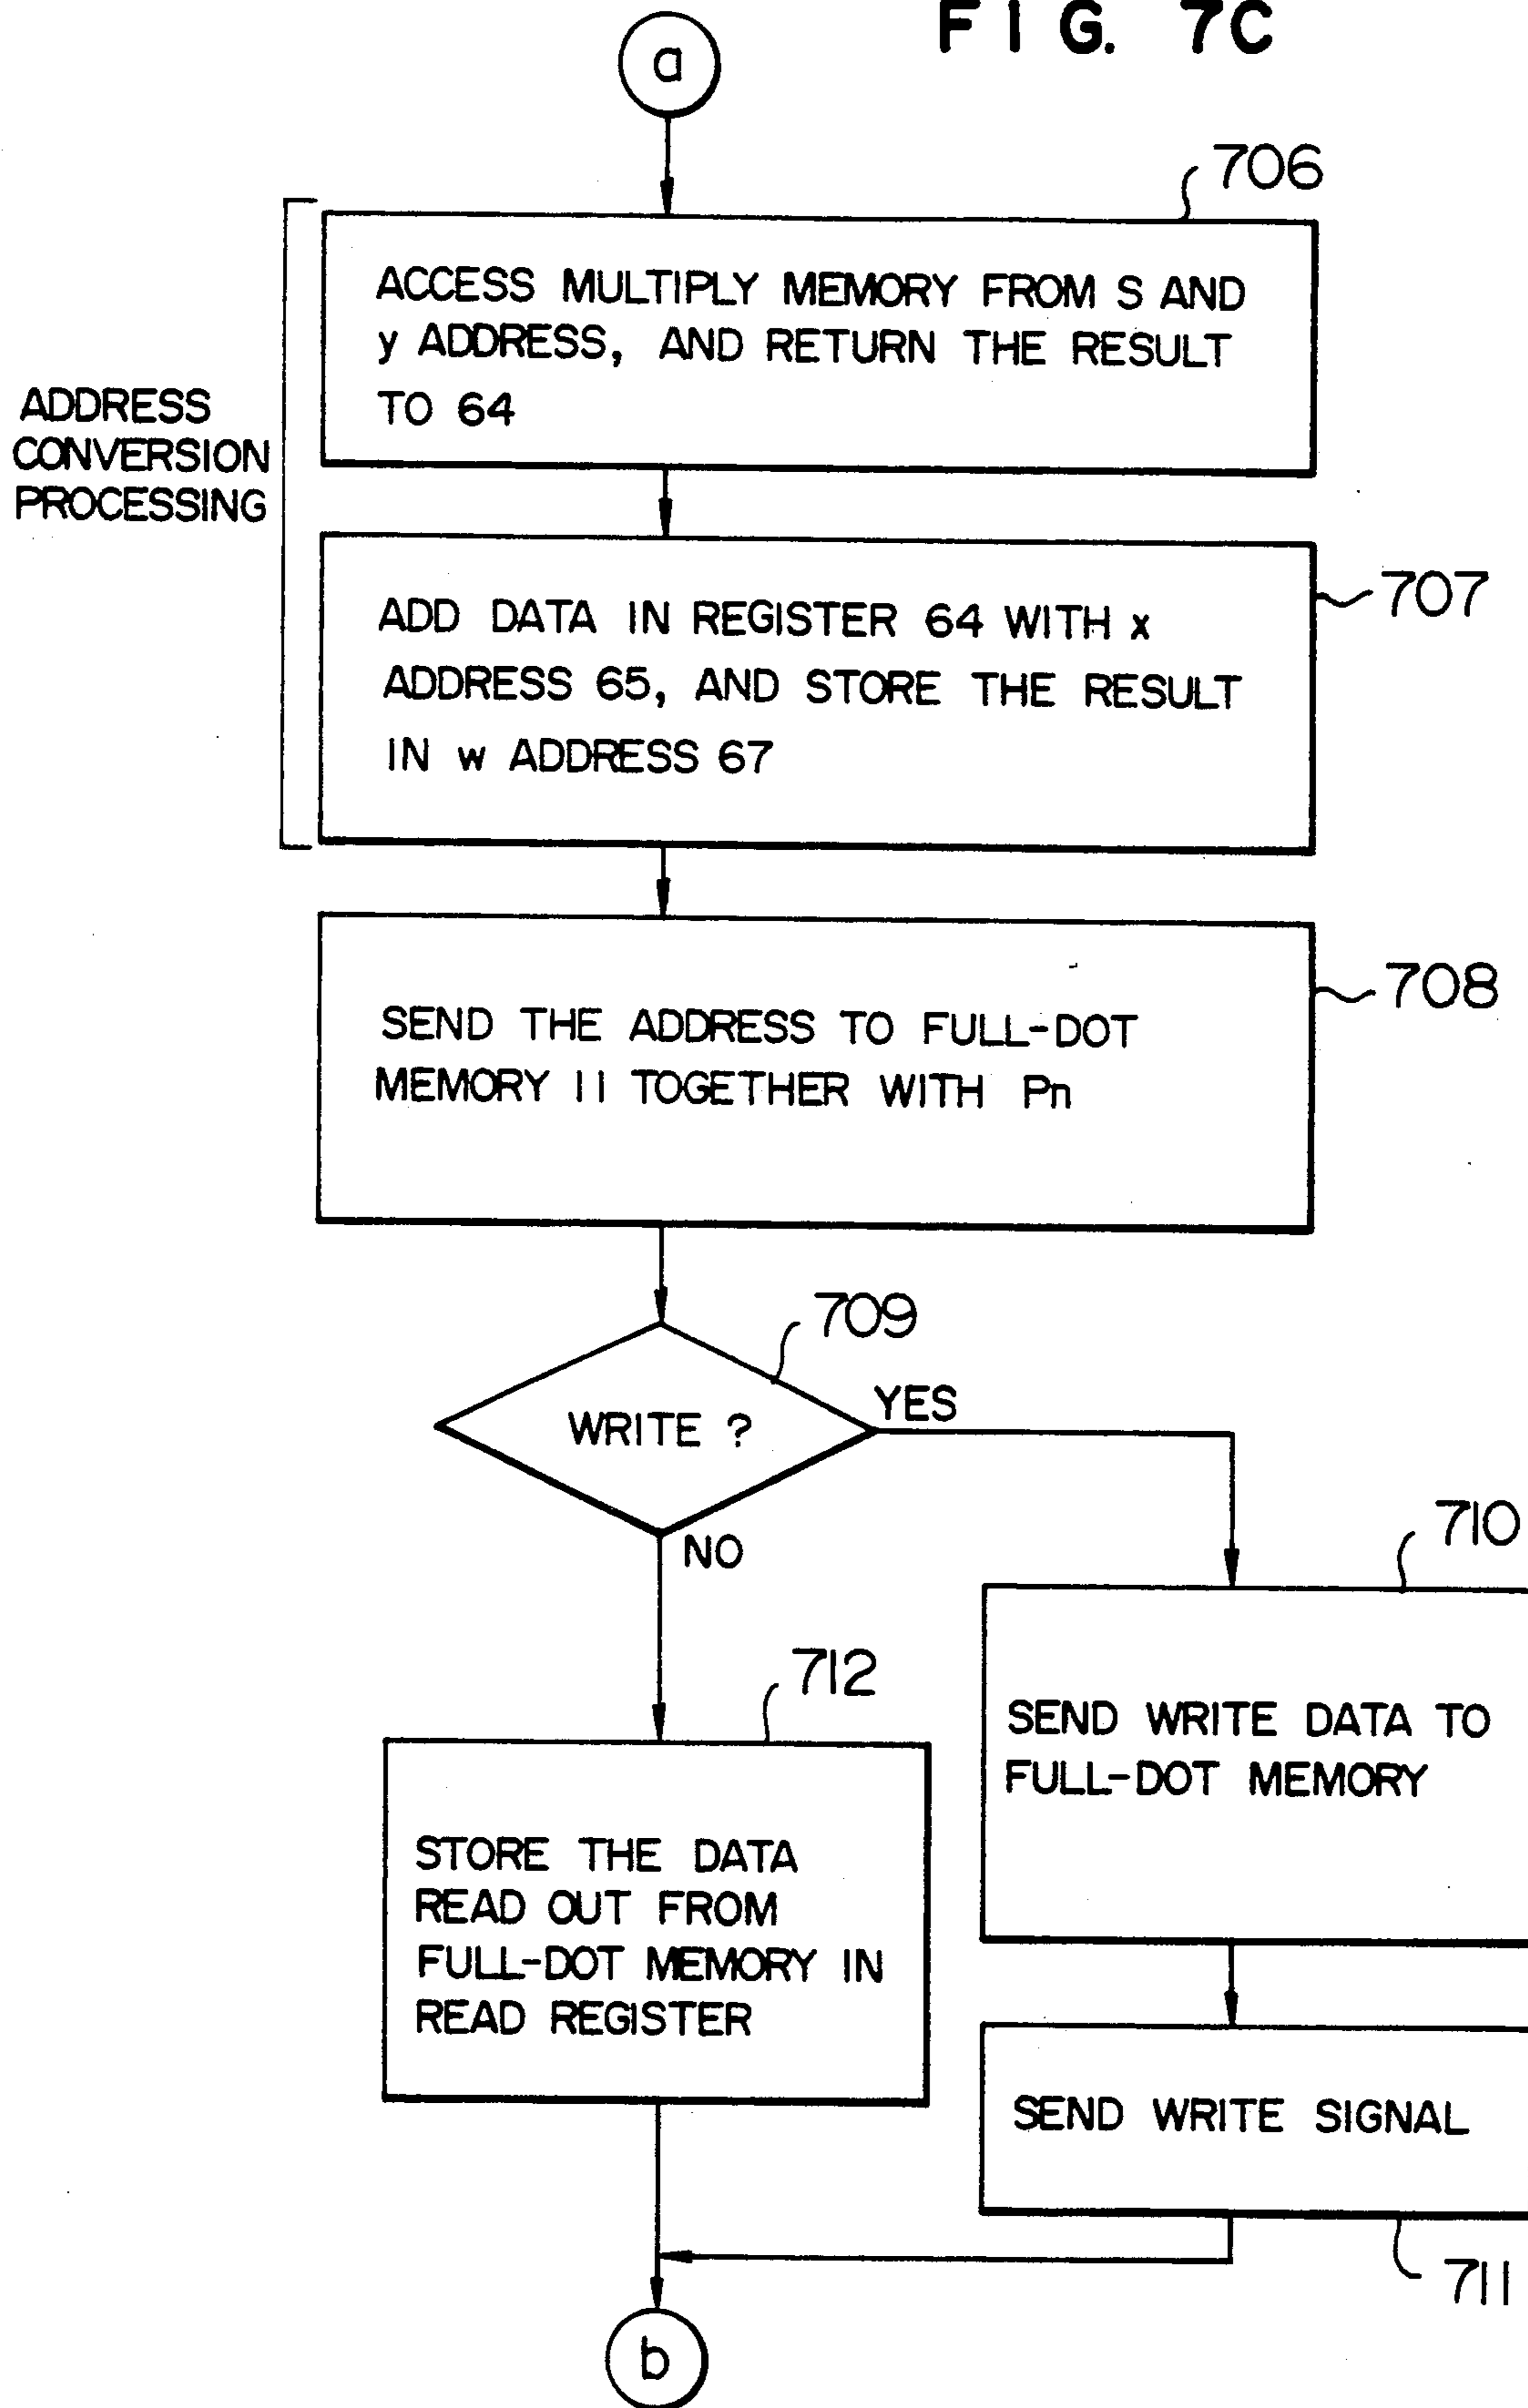 FIG. 7C
a
706
ACCESS MULTIPLY MEMORY FROM S AND
y ADDRESS, AND RETURN THE RESULT
TO 64
ADDRESS
CONVERSION
PROCESSING
707
ADD DATA IN REGISTER 64 WITH x
ADDRESS 65, AND STORE THE RESULT
IN w ADDRESS 67
708
SEND THE ADDRESS TO FULL-DOT
MEMORY 11 TOGETHER WITH Pn
709
WRITE ?
YES
NO
710
SEND WRITE DATA TO
FULL-DOT MEMORY
712
STORE THE DATA
READ OUT FROM
FULL-DOT MEMORY IN
READ REGISTER
SEND WRITE SIGNAL
711
b